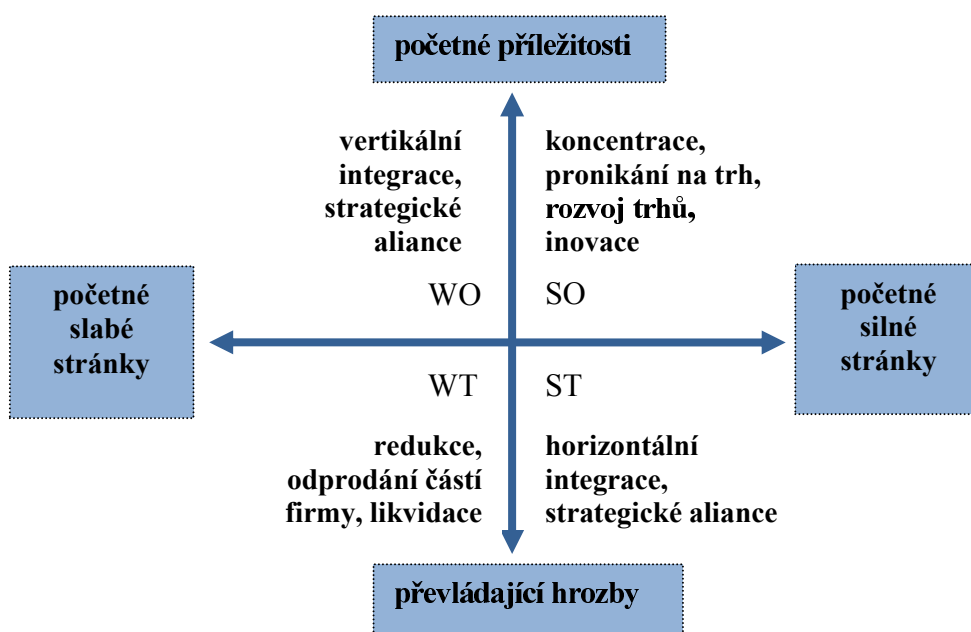 početné příležitosti
vertikální
integrace,
strategické
aliance
koncentrace,
pronikání na trh,
rozvoj trhů,
inovace
početné
slabé
stránky
WO
SO
početné
silné
stránky
WT
ST
redukce,
odprodání částí
firmy, likvidace
horizontální
integrace,
strategické aliance
převládající hrozby